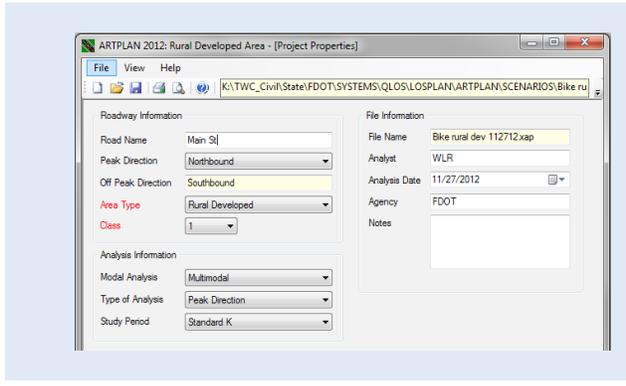 ARTPLAN 2012: Rural Developed Area - [Project Properties]
File View Help
K:\TWC_Civil\State\FDOT\SYSTEMS\QLOS\LOSPLAN\ARTPLAN\SCENARIOS\Bike ru
Roadway Information
Road Name Main St
Peak Direction Northbound
Off Peak Direction Southbound
Area Type Rural Developed
Class 1
Analysis Information
Modal Analysis Multimodal
Type of Analysis Peak Direction
Study Period Standard K
File Information
File Name Bike rural dev 112712.xap
Analyst WLR
Analysis Date 11/27/2012
Agency FDOT
Notes